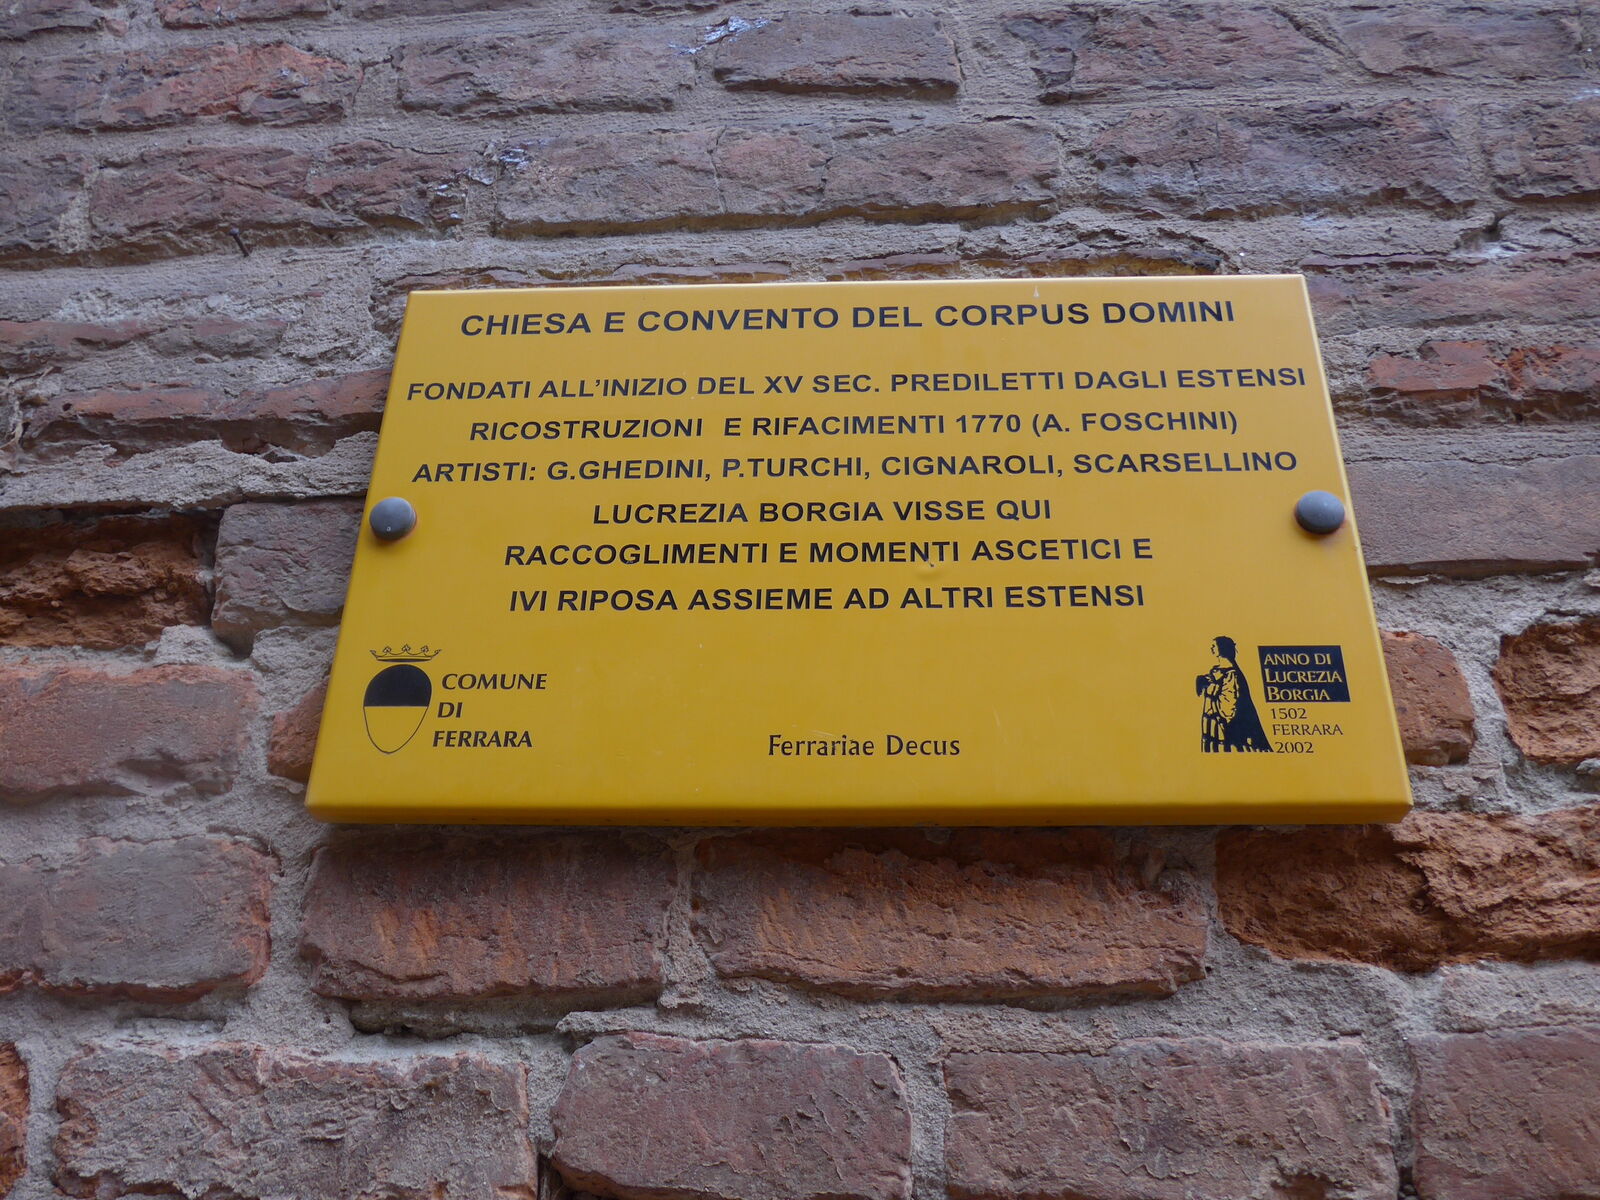 CHIESA E CONVENTO DEL CORPUS DOMINI
FONDATI ALL'INIZIO DEL XV SEC. PREDILETTI DAGLI ESTENSI
RICOSTRUZIONI E RIFACIMENTI 1770 (A. FOSCHINI)
ARTISTI: G.GHEDINI, P.TURCHI, CIGNAROLI, SCARSELLINO
LUCREZIA BORGIA VISSE QUI
RACCOGLIMENTI E MOMENTI ASCETICI E
IVI RIPOSA ASSIEME AD ALTRI ESTENSI
COMUNE
DI
FERRARA
Ferrariae Decus
ANNO DI
LUCREZIA
BORGIA
1502
FERRARA
2002